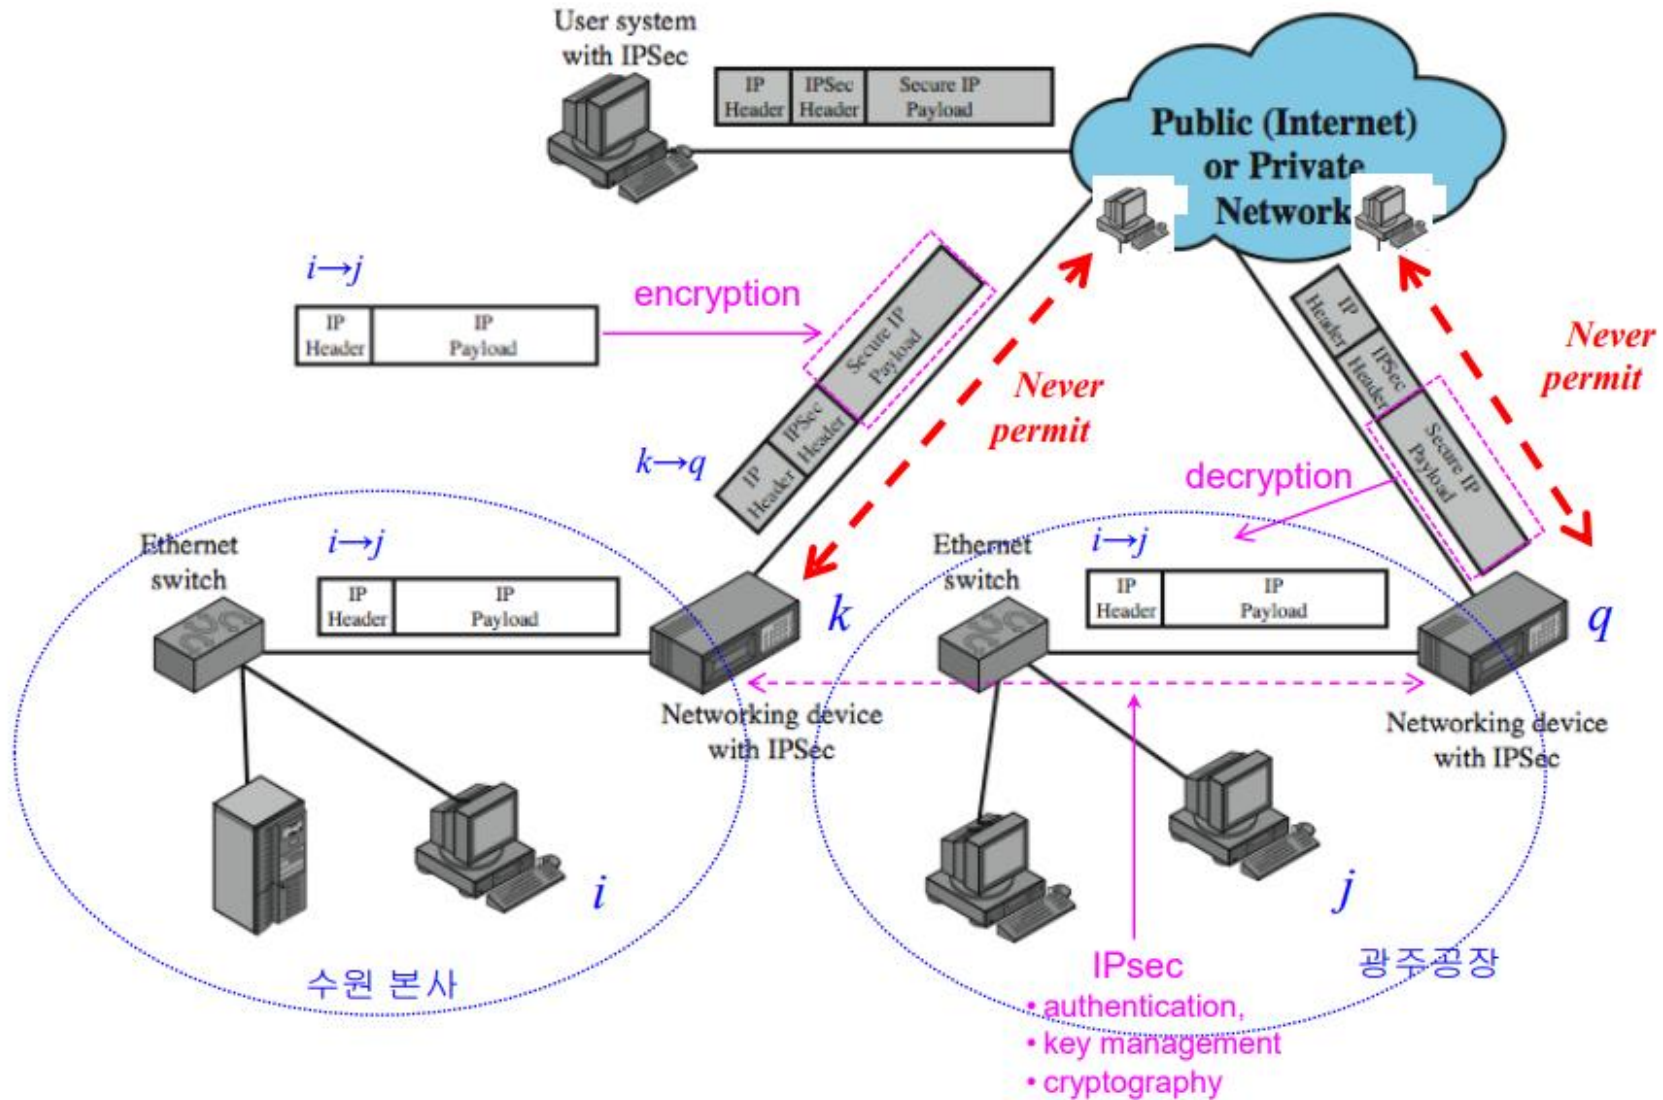 User system
with IPSec
IP
Header
IPSec
Header
Secure IP
Payload
Public (Internet)
or Private
Network
i→j
IP
Header
IP
Payload
encryption
Secure IP
Payload
IPSec
Header
IP
Header
k→q
Never
permit
IP
Header
IPSec
Header
Secure IP
Payload
Never
permit
decryption
Ethernet
switch
i→j
IP
Header
IP
Payload
k
Networking device
with IPSec
i
수원 본사
Ethernet
switch
i→j
IP
Header
IP
Payload
q
Networking device
with IPSec
j
광주공장
IPsec
• authentication,
• key management
• cryptography